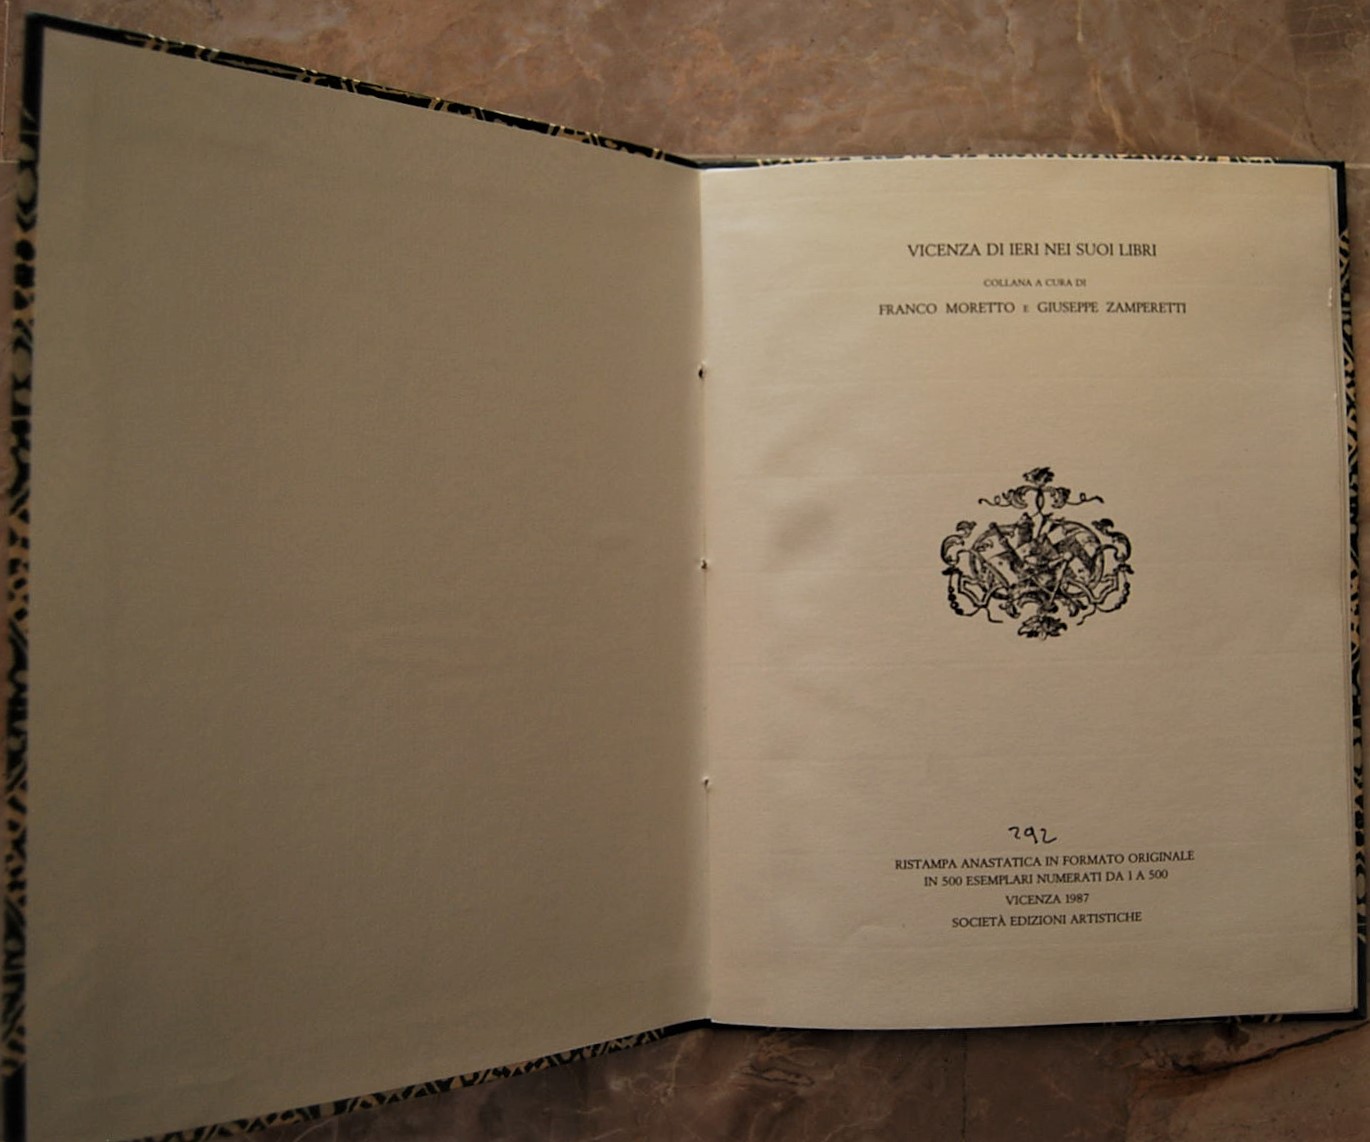 VICENZA DI IERI NEI SUOI LIBRI
COLLANA A CURA DI
FRANCO MORETTO E GIUSEPPE ZAMPERETTI
292
RISTAMPA ANASTATICA IN FORMATO ORIGINALE
IN 500 ESEMPLARI NUMERATI DA 1 A 500
VICENZA 1987
SOCIETÀ EDIZIONI ARTISTICHE